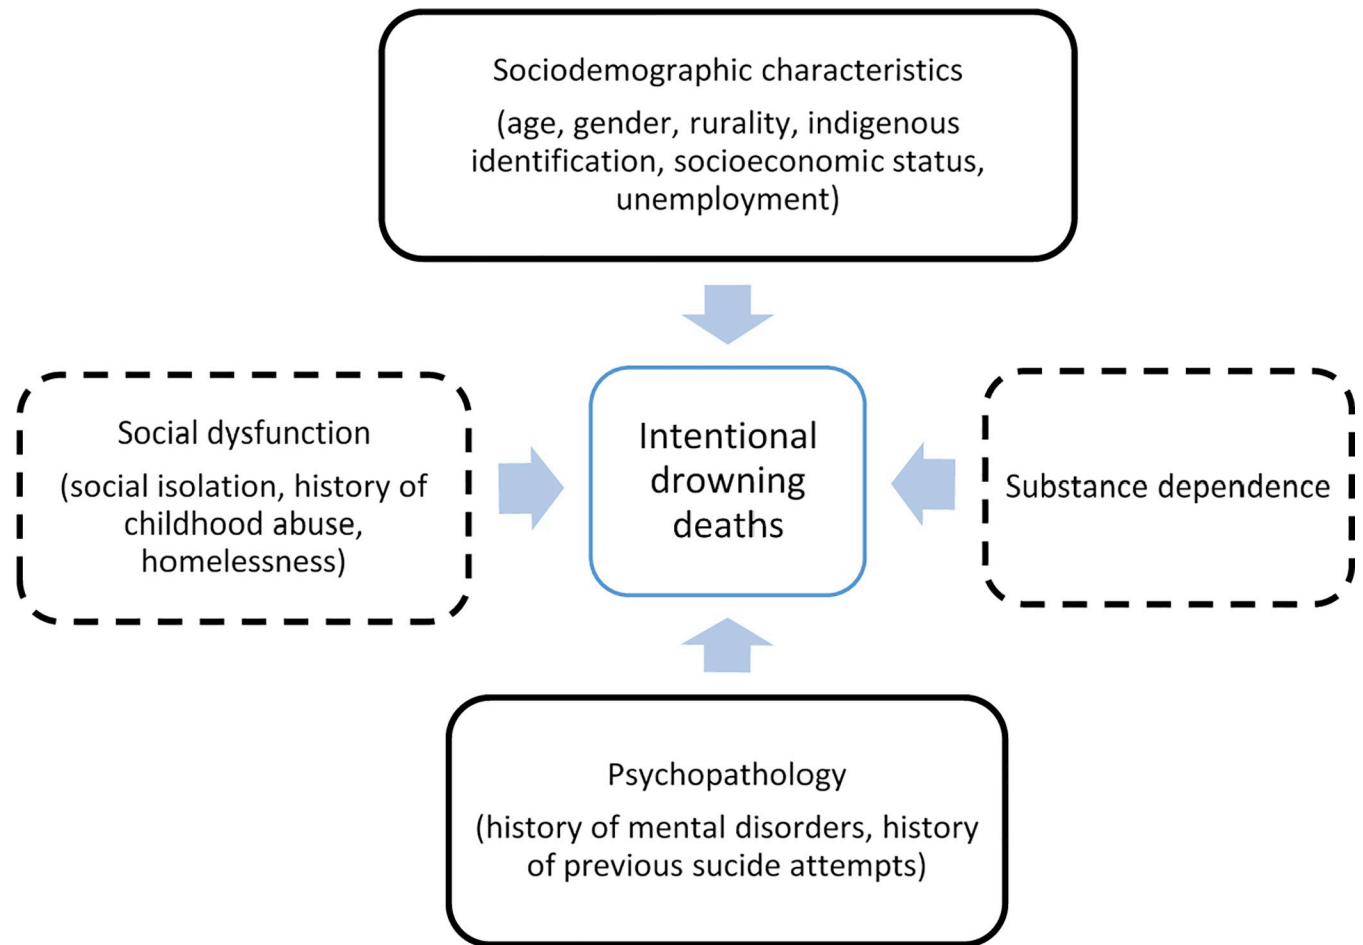 Sociodemographic characteristics
(age, gender, rurality, indigenous
identification, socioeconomic status,
unemployment)
Social dysfunction
(social isolation, history of
childhood abuse,
homelessness)
Intentional
drowning
deaths
Substance dependence
Psychopathology
(history of mental disorders, history
of previous sucide attempts)